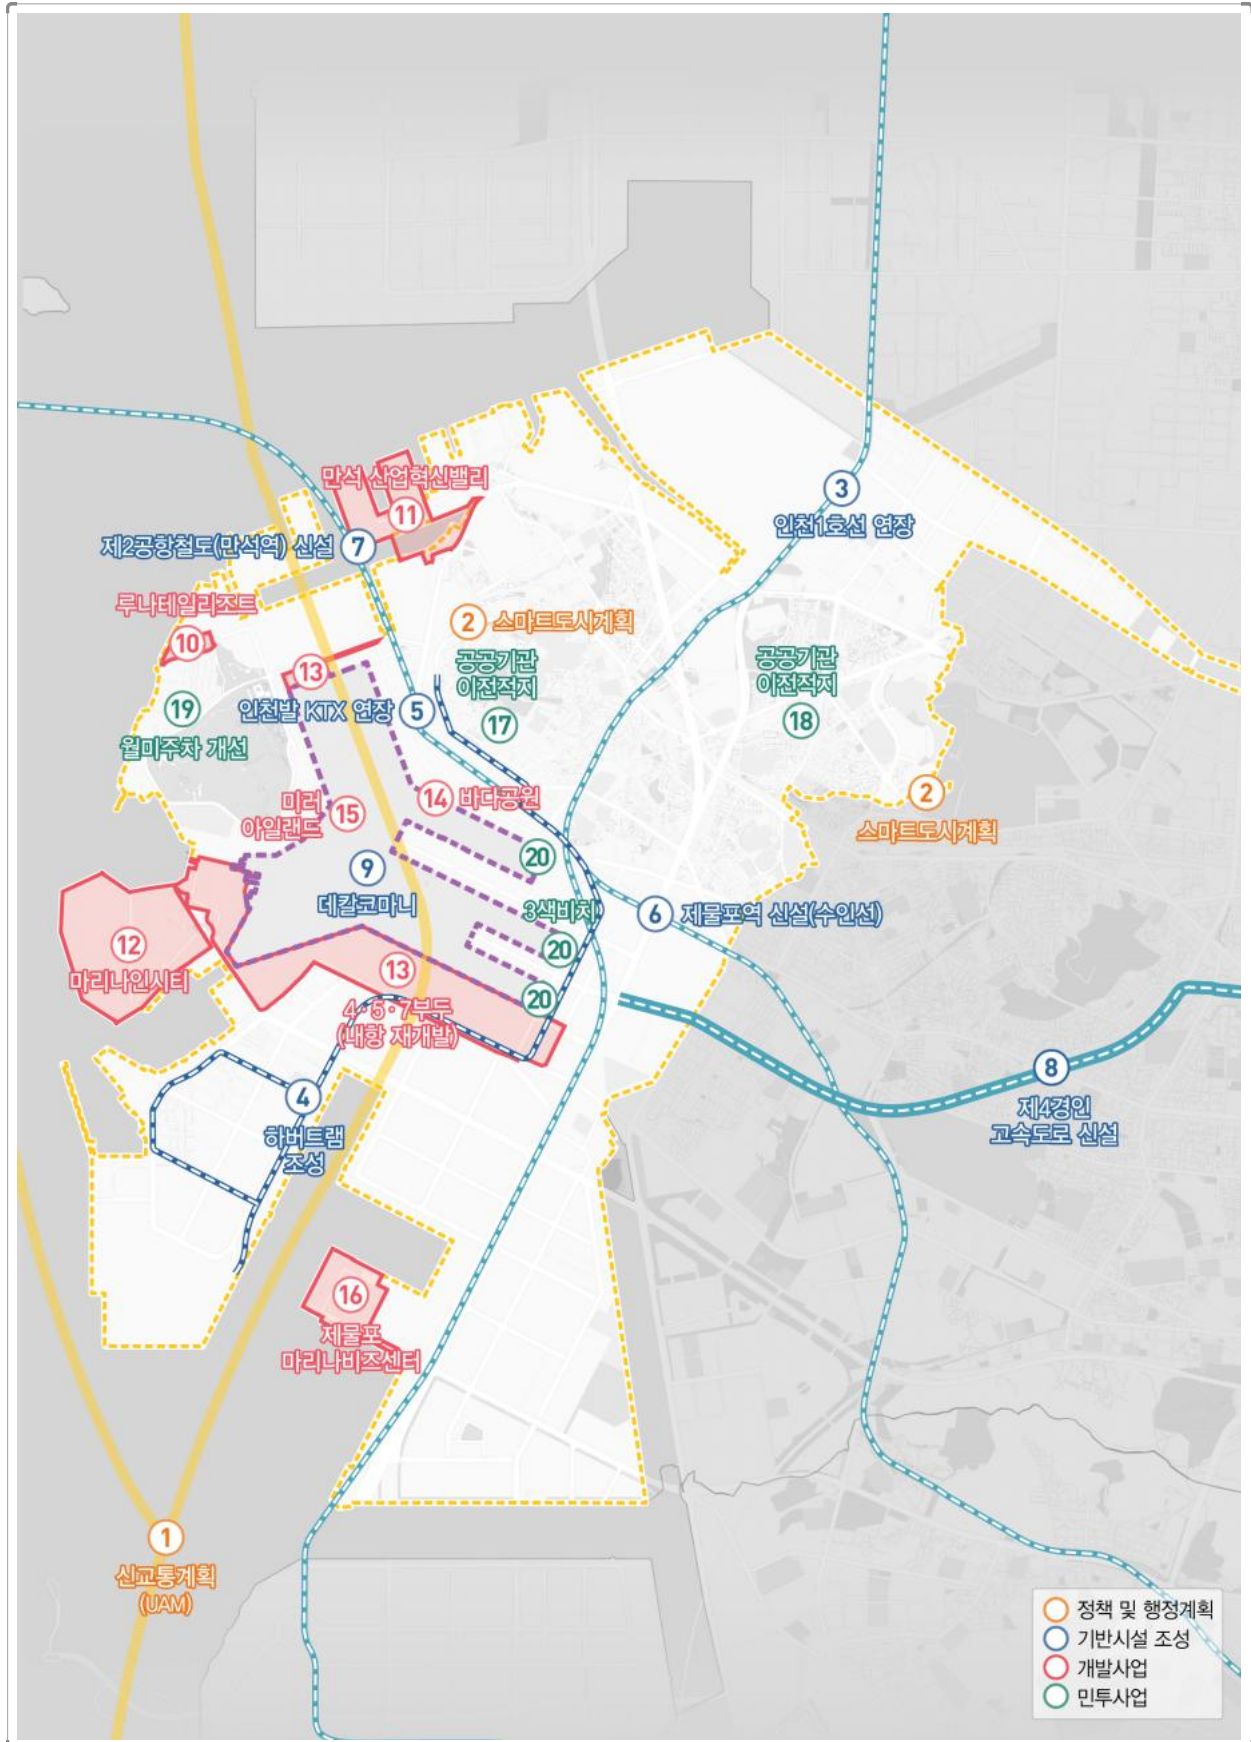 만석 산업혁신밸리
11
3
인천1호선 연장
제2공항철도(만석역) 신설
7
루나테일리조트
10
2 스마트도시계획
공공기관
이전적지
17
공공기관
이전적지
18
13
인천발 KTX 연장
5
19
월미주차 개선
14 바다공원
미러
아일랜드
15
2
스마트도시계획
20
9
데칼코마니
3색비치
20
6 제물포역 신설(수인선)
12
마리나인시티
13
4·5·7부두
(내항 재개발)
20
8
제4경인
고속도로 신설
4
하버트램
조성
16
제물포
마리나비즈센터
1
신교통계획
(UAM)
정책 및 행정계획
기반시설 조성
개발사업
민투사업